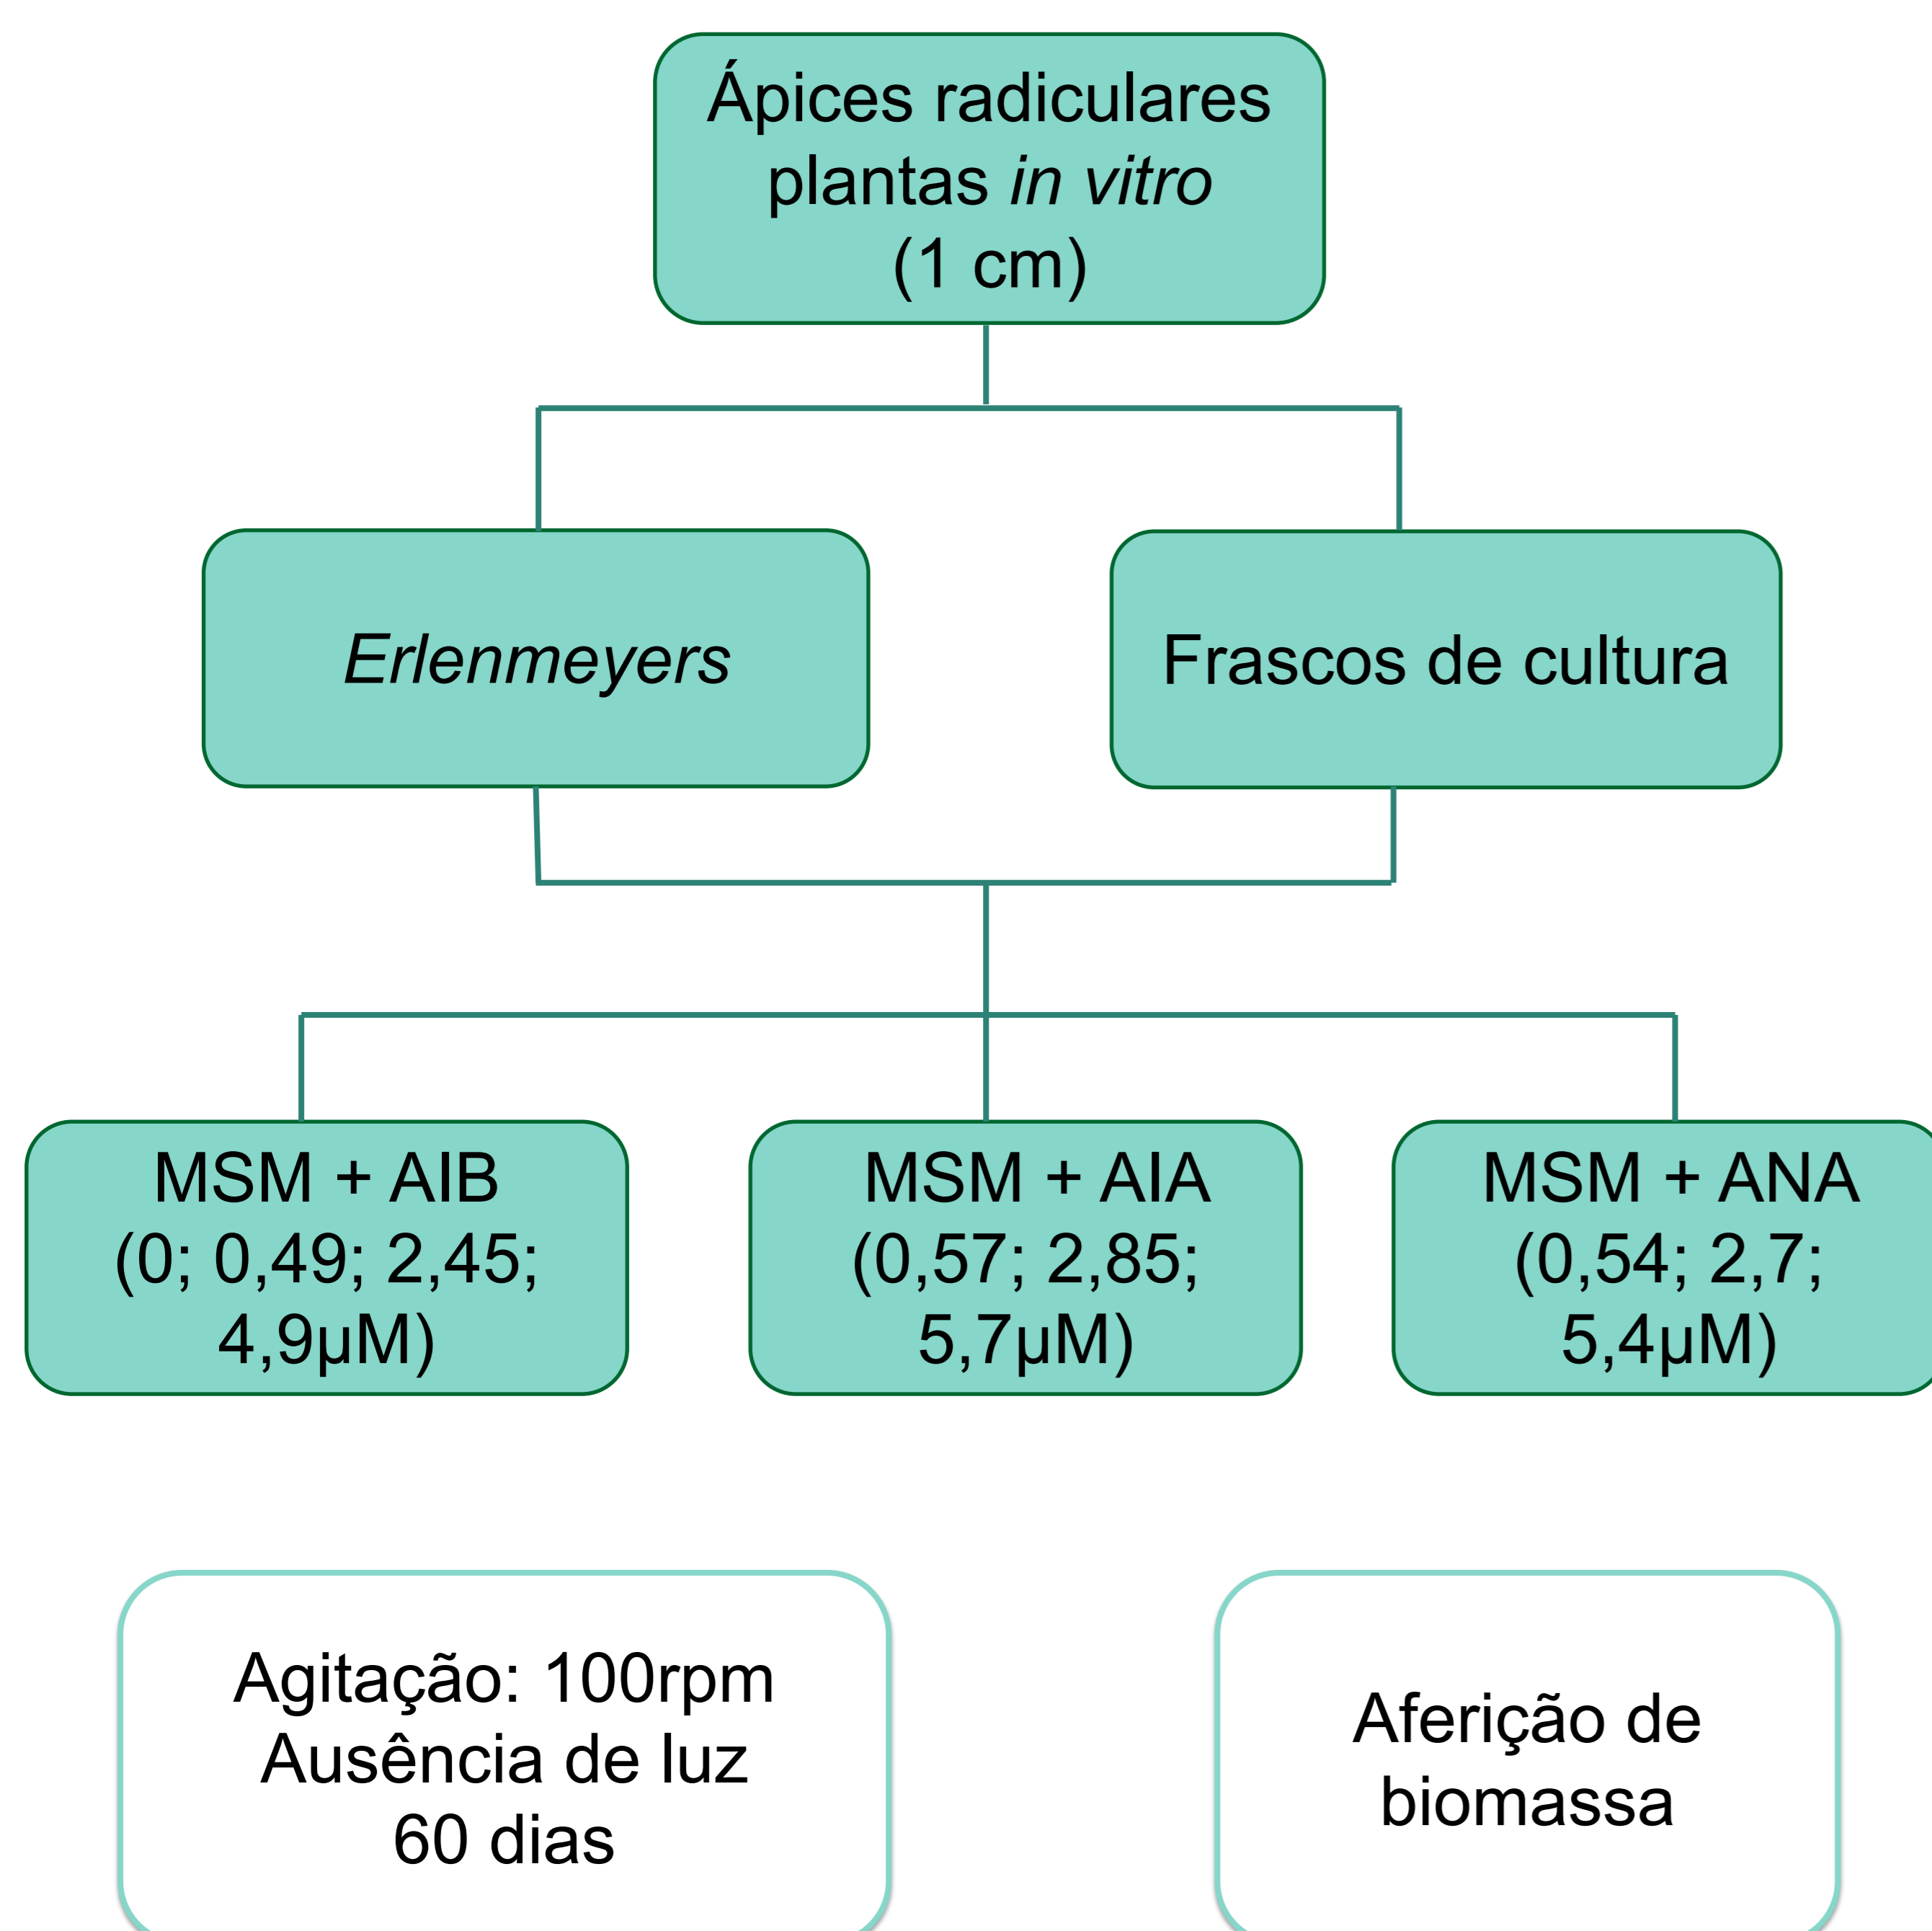 Ápices radiculares
plantas in vitro
(1 cm)
Erlenmeyers
Frascos de cultura
MSM + AIB
(0; 0,49; 2,45;
4,9µM)
MSM + AIA
(0,57; 2,85;
5,7µM)
MSM + ANA
(0,54; 2,7;
5,4µM)
Agitação: 100rpm
Ausência de luz
60 dias
Aferição de
biomassa